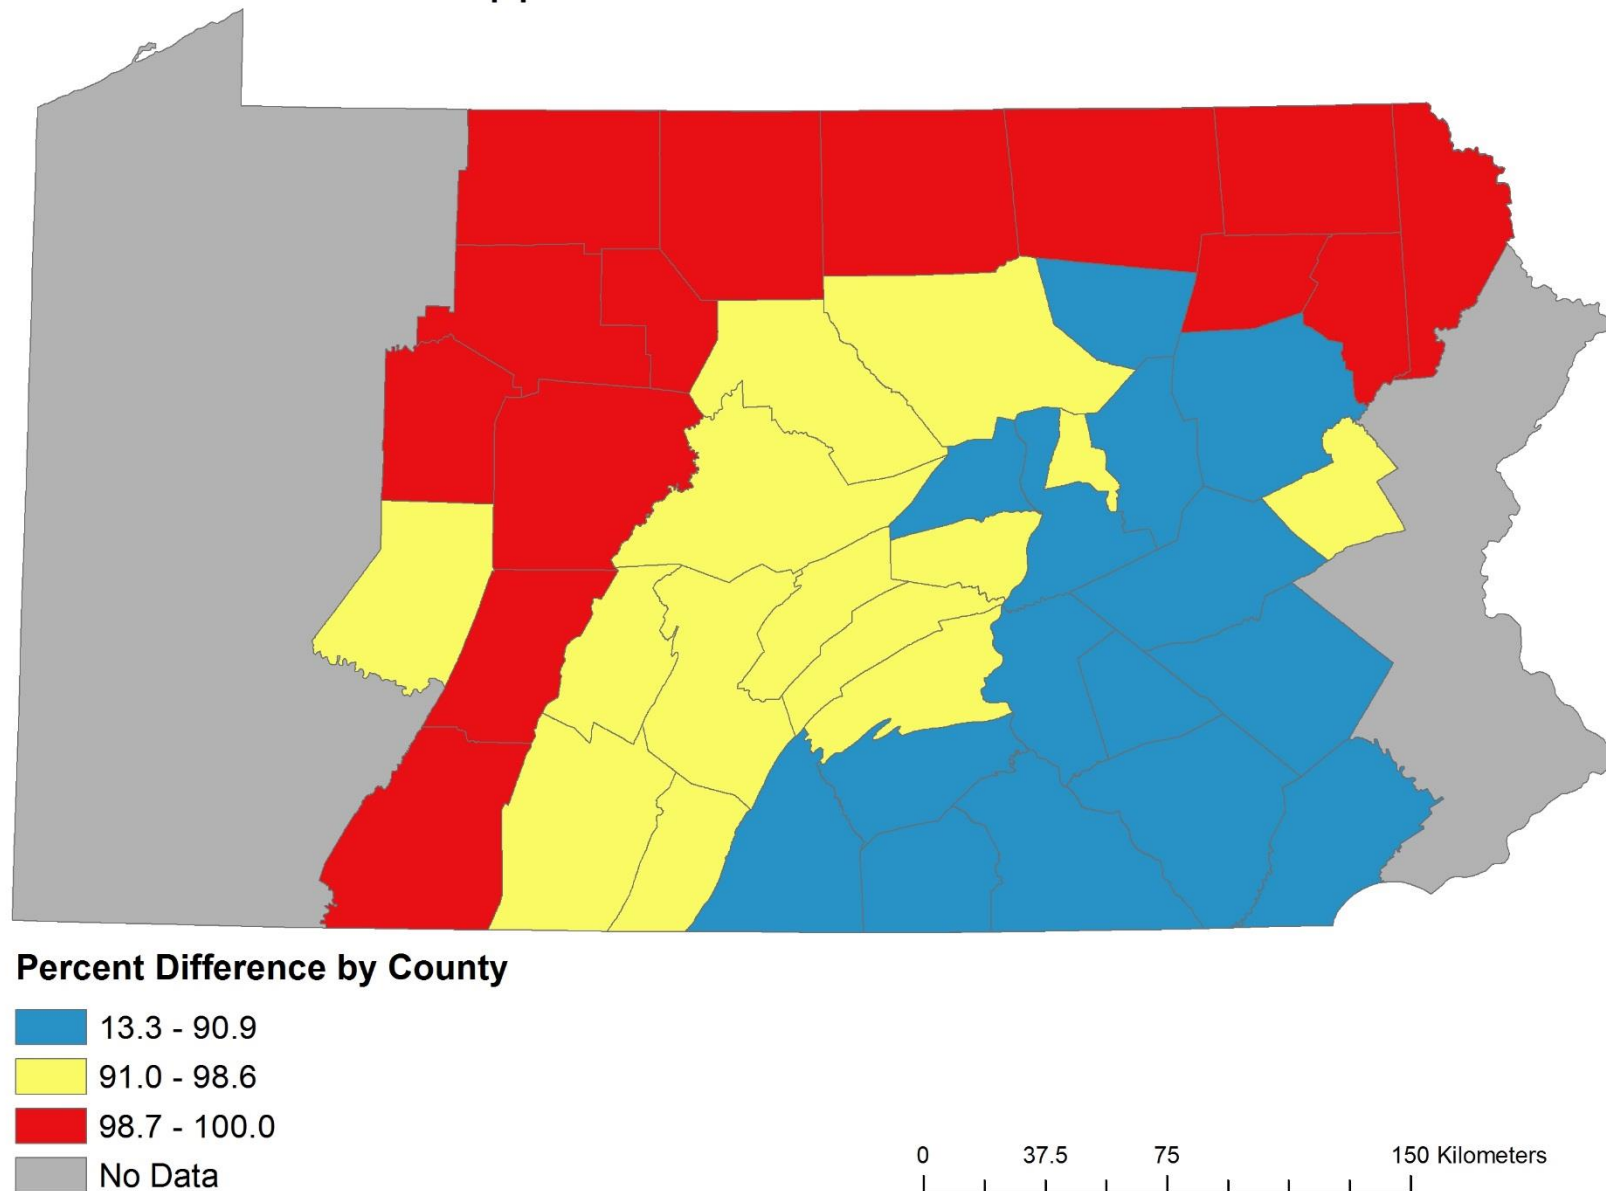 Percent Difference by County
13.3 - 90.9
91.0 - 98.6
98.7 - 100.0
No Data
0 37.5 75 150 Kilometers